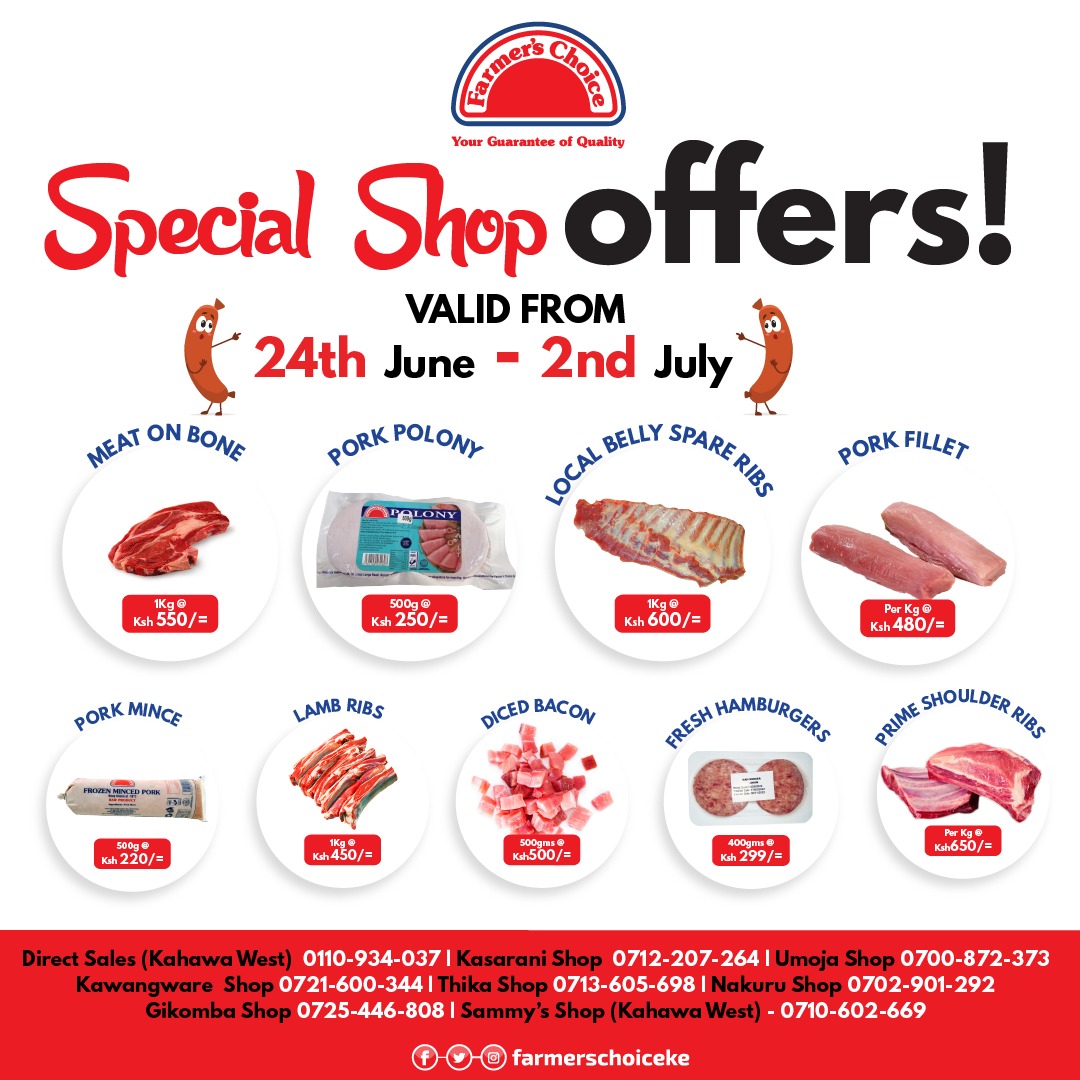 Farmer's Choice
Your Guarantee of Quality
Special Shop offers!
VALID FROM
24th June - 2nd July
MEAT ON BONE
1Kg @
Ksh 550/=
PORK POLONY
POLONY
500g @
Ksh 250/=
LOCAL BELLY SPARE RIBS
1Kg @
Ksh 600/=
PORK FILLET
Per Kg @
Ksh 480/=
PORK MINCE
FROZEN MINCED PORK
RAW PRODUCT
500g @
Ksh 220/=
LAMB RIBS
1Kg @
Ksh 450/=
DICED BACON
500gms @
Ksh500/=
FRESH HAMBURGERS
400gms @
Ksh 299/=
PRIME SHOULDER RIBS
Per Kg @
Ksh650/=
Direct Sales (Kahawa West) 0110-934-037 | Kasarani Shop 0712-207-264 | Umoja Shop 0700-872-373
Kawangware Shop 0721-600-344 | Thika Shop 0713-605-698 | Nakuru Shop 0702-901-292
Gikomba Shop 0725-446-808 | Sammy's Shop (Kahawa West) - 0710-602-669
farmerschoiceke